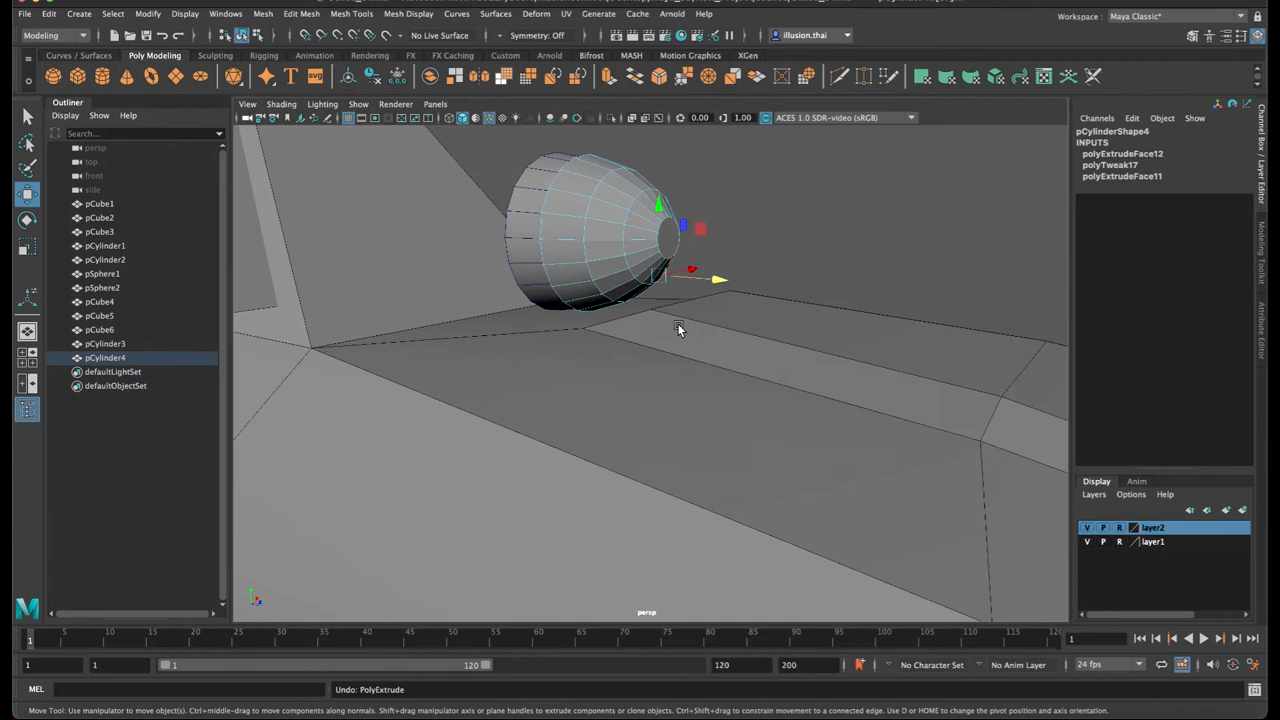 File Edit Create Select Modify Display Windows Mesh Edit Mesh Mesh Tools Mesh Display Curves Surfaces Deform UV Generate Cache Arnold Help
Workspace : Maya Classic*
Modeling No Live Surface Symmetry: Off illusion.thai
Curves / Surfaces Poly Modeling Sculpting Rigging Animation Rendering FX FX Caching Custom Arnold Bifrost MASH Motion Graphics XGen
Outliner
Display Show Help
Search...
persp
top
front
side
pCube1
pCube2
pCube3
pCylinder1
pCylinder2
pSphere1
pSphere2
pCube4
pCube5
pCube6
pCylinder3
pCylinder4
defaultLightSet
defaultObjectSet
View Shading Lighting Show Renderer Panels
0.00 1.00 ACES 1.0 SDR-video (sRGB)
persp
Channels Edit Object Show
pCylinderShape4
INPUTS
polyExtrudeFace12
polyTweak17
polyExtrudeFace11
Channel Box / Layer Editor
Attribute Editor
Display Anim
Layers Options Help
V P R layer2
V P R layer1
1 5 10 15 20 25 30 35 40 45 50 55 60 65 70 75 80 85 90 95 100 105 110 115 120 1
1 1 1 120 120 200 No Character Set No Anim Layer 24 fps
MEL Undo: PolyExtrude
Move Tool: Use manipulator to move object(s). Ctrl+middle-drag to move components along normals. Shift+drag manipulator axis or plane handles to extrude components or clone objects. Ctrl+Shift+drag to constrain movement to a connected edge. Use D or HOME to change the pivot position and axis orientation.